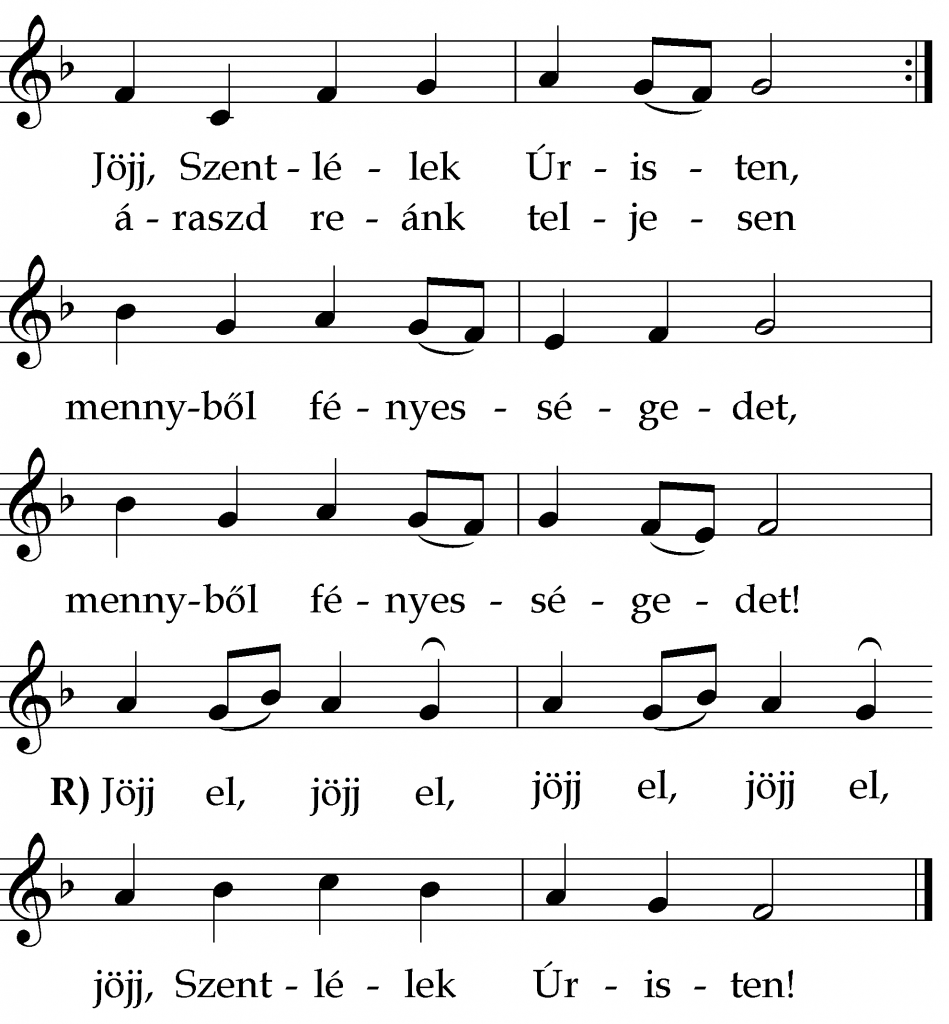 Jöjj, Szent - lé - lek Úr - is - ten,
á - raszd re - ánk tel - je - sen
menny-ből fé - nyes - sé - ge - det,
menny-ből fé - nyes - sé - ge - det!
R) Jöjj el, jöjj el, jöjj el, jöjj el,
jöjj, Szent - lé - lek Úr - is - ten!